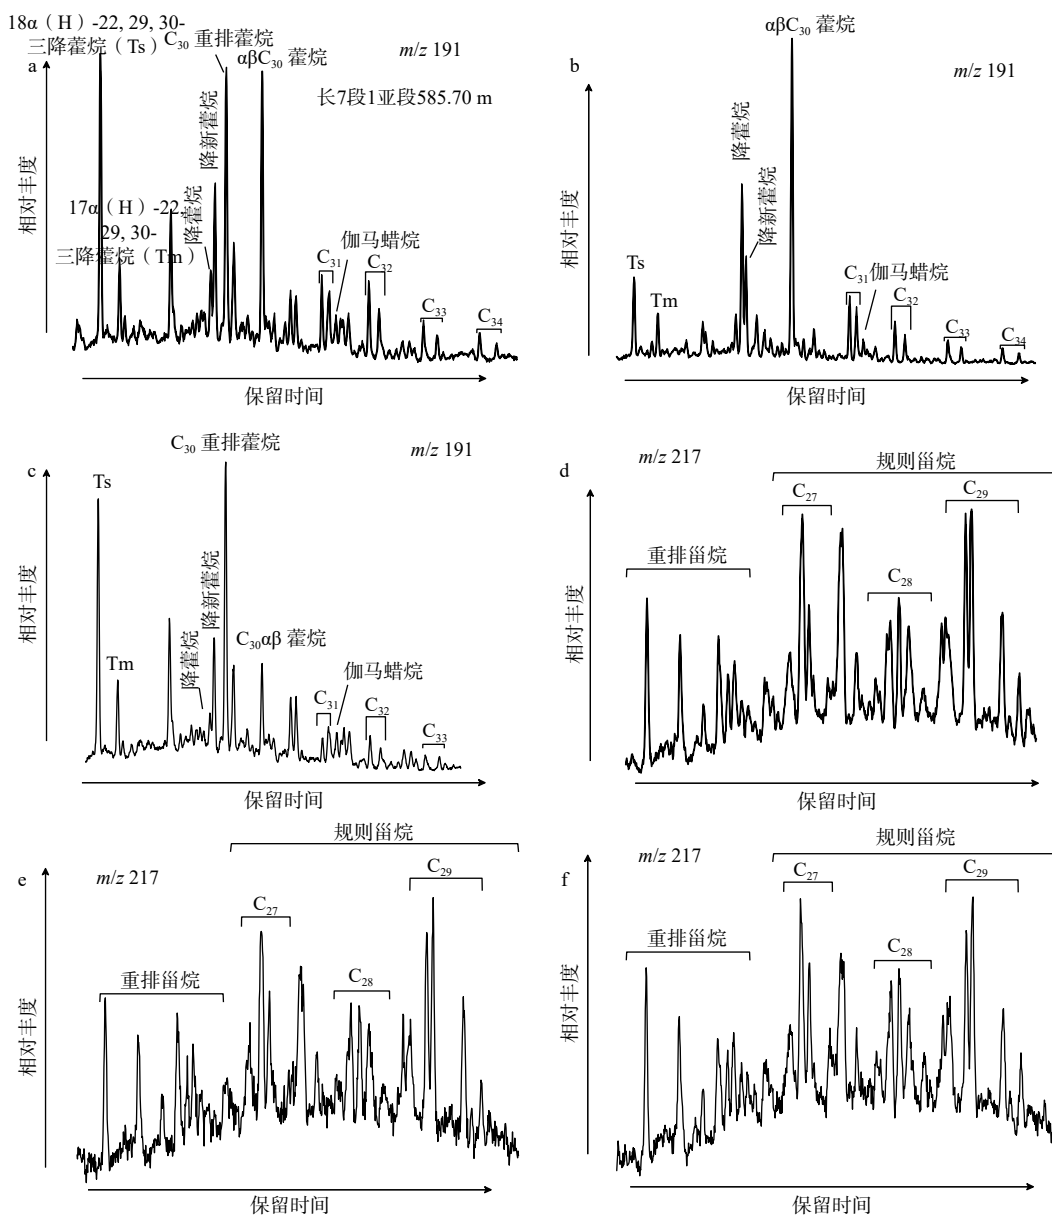 a
18α（H）-22, 29, 30-
三降藿烷（Ts）
C₃₀ 重排藿烷
αβC₃₀ 藿烷
m/z 191
长7段1亚段585.70 m
降新藿烷
降藿烷
17α（H）-22,
29, 30-
三降藿烷（Tm）
伽马蜡烷
C₃₁
C₃₂
C₃₃
C₃₄
相对丰度
保留时间
b
αβC₃₀ 藿烷
m/z 191
降藿烷
降新藿烷
Ts
Tm
C₃₁
伽马蜡烷
C₃₂
C₃₃
C₃₄
相对丰度
保留时间
c
C₃₀ 重排藿烷
m/z 191
Ts
Tm
降新藿烷
降藿烷
C₃₀αβ 藿烷
伽马蜡烷
C₃₁
C₃₂
C₃₃
相对丰度
保留时间
d
m/z 217
规则甾烷
C₂₇
C₂₉
重排甾烷
C₂₈
相对丰度
保留时间
e
m/z 217
规则甾烷
C₂₉
C₂₇
重排甾烷
C₂₈
相对丰度
保留时间
f
m/z 217
规则甾烷
C₂₇
C₂₉
重排甾烷
C₂₈
相对丰度
保留时间